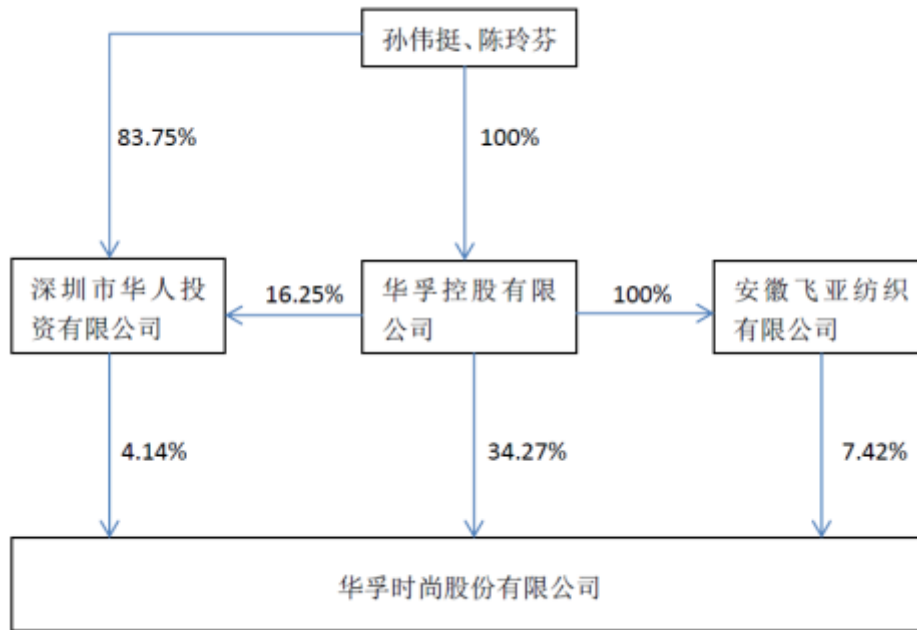 孙伟挺、陈玲芬
83.75%
100%
深圳市华人投
资有限公司
16.25%
华孚控股有限
公司
100%
安徽飞亚纺织
有限公司
4.14%
34.27%
7.42%
华孚时尚股份有限公司